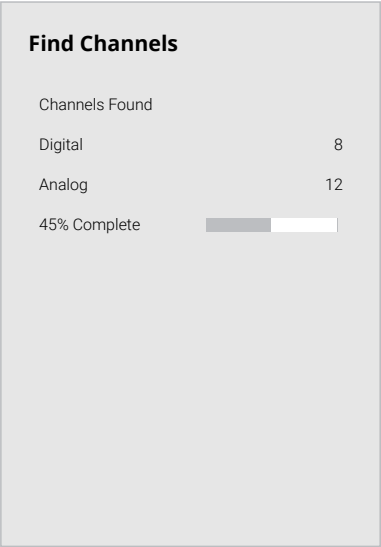 Find Channels
Channels Found
Digital 8
Analog 12
45% Complete